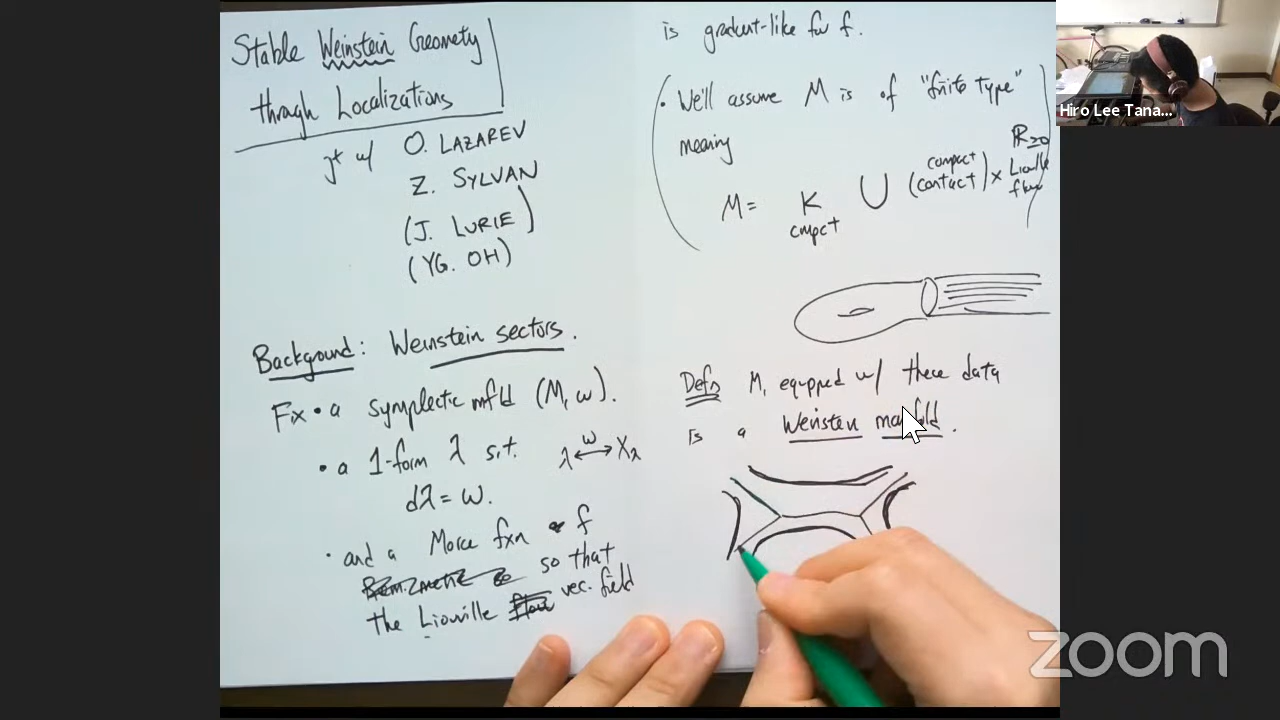 Stable Weinstein Geometry
through Localizations
jt w/ O. LAZAREV
Z. SYLVAN
(J. LURIE)
(YG. OH)
Background: Weinstein sectors.
Fix • a symplectic mfld (M, ω).
• a 1-form λ s.t. λ ↔ X_λ
ω
dλ = ω.
• and a Morse fxn f
so that
the Liouville vec. field
is gradient-like for f.
(• We'll assume M is of "finite type"
meaning
M = K ∪ (contact) × Liouville flow)
cmpct
compact
ℝ≥0
Defn M, equipped w/ these data
is a Weinstein manifold.
Hiro Lee Tana...
zoom